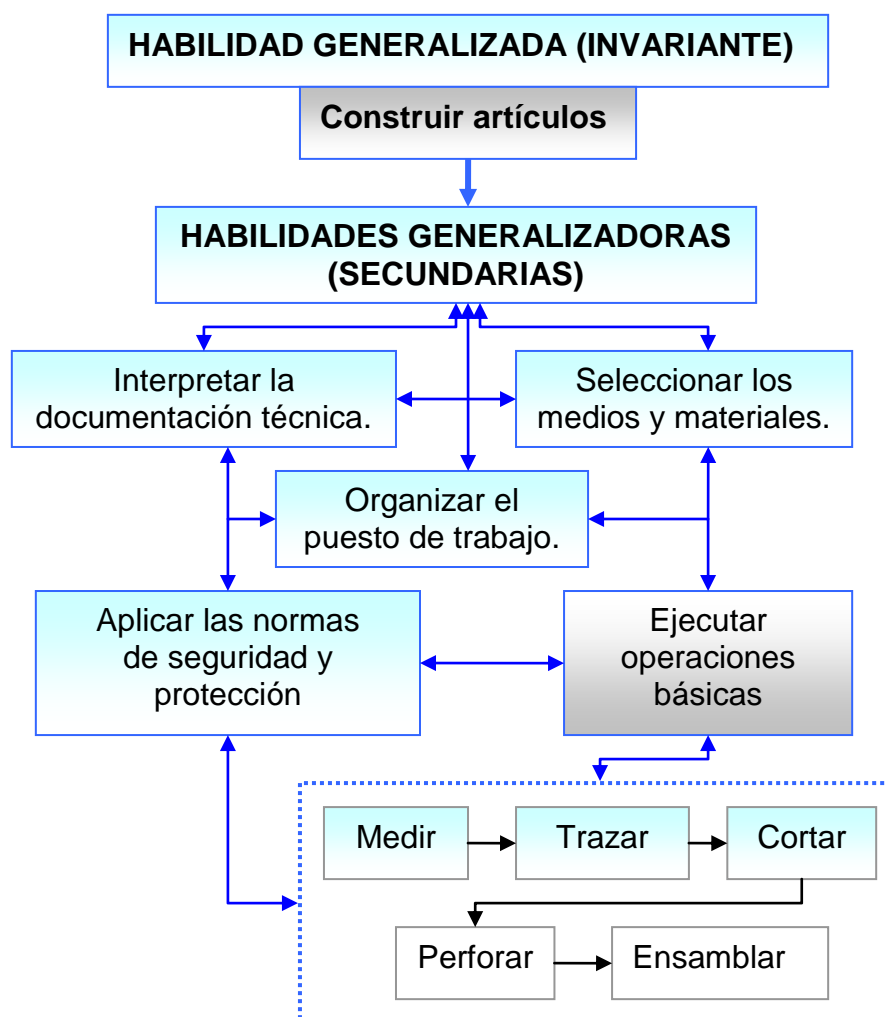 HABILIDAD GENERALIZADA (INVARIANTE)
Construir artículos
HABILIDADES GENERALIZADORAS
(SECUNDARIAS)
Interpretar la
documentación técnica.
Seleccionar los
medios y materiales.
Organizar el
puesto de trabajo.
Aplicar las normas
de seguridad y
protección
Ejecutar
operaciones
básicas
Medir
Trazar
Cortar
Perforar
Ensamblar